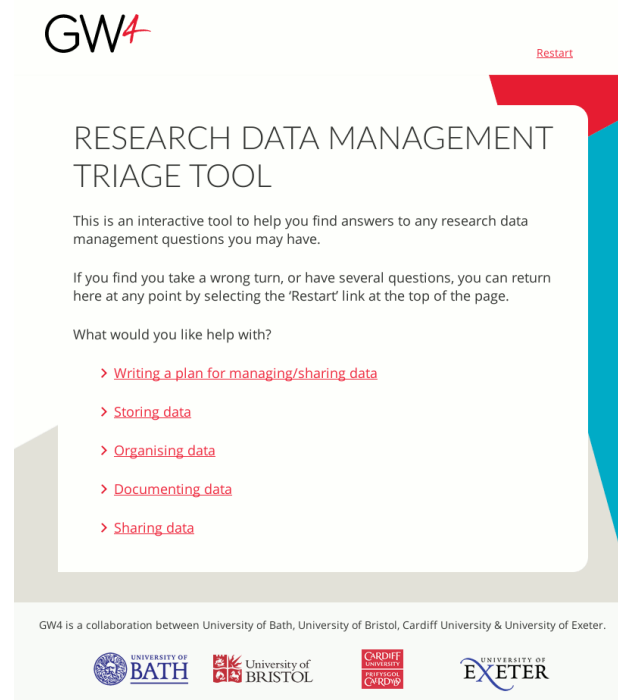 GW4
Restart
RESEARCH DATA MANAGEMENT
TRIAGE TOOL
This is an interactive tool to help you find answers to any research data
management questions you may have.
If you find you take a wrong turn, or have several questions, you can return
here at any point by selecting the ‘Restart’ link at the top of the page.
What would you like help with?
Writing a plan for managing/sharing data
Storing data
Organising data
Documenting data
Sharing data
GW4 is a collaboration between University of Bath, University of Bristol, Cardiff University & University of Exeter.
UNIVERSITY OF
BATH
University of
BRISTOL
CARDIFF
UNIVERSITY
PRIFYSGOL
CAERDYDD
UNIVERSITY OF
EXETER